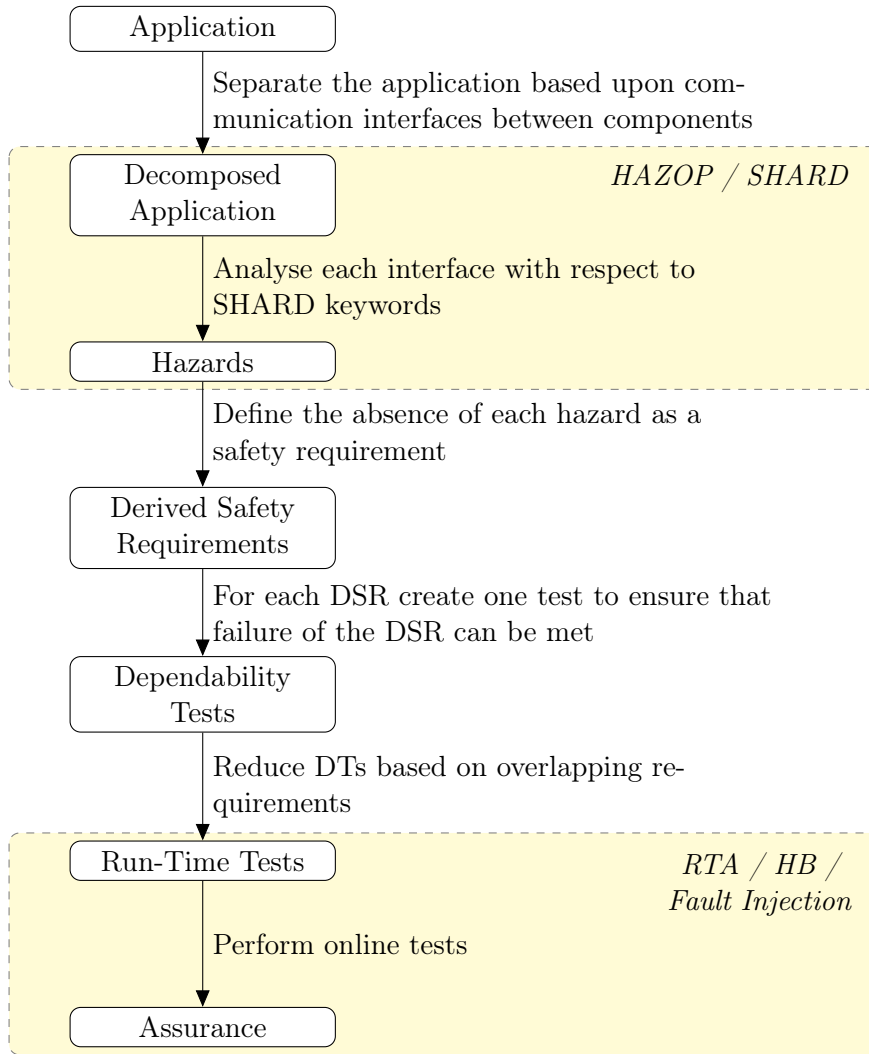 Application
Separate the application based upon com-
munication interfaces between components
Decomposed
Application
HAZOP / SHARD
Analyse each interface with respect to
SHARD keywords
Hazards
Define the absence of each hazard as a
safety requirement
Derived Safety
Requirements
For each DSR create one test to ensure that
failure of the DSR can be met
Dependability
Tests
Reduce DTs based on overlapping re-
quirements
Run-Time Tests
RTA / HB /
Fault Injection
Perform online tests
Assurance